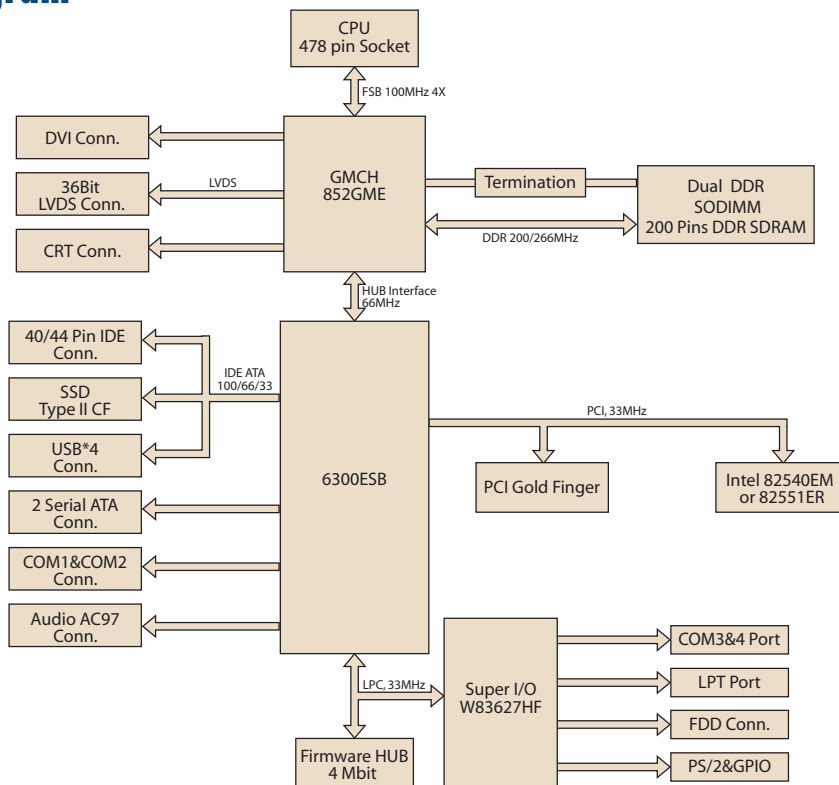 CPU
478 pin Socket
FSB 100MHz 4X
DVI Conn.
36Bit
LVDS Conn.
LVDS
CRT Conn.
GMCH
852GME
Termination
Dual DDR
SODIMM
200 Pins DDR SDRAM
DDR 200/266MHz
HUB Interface
66MHz
40/44 Pin IDE
Conn.
SSD
Type II CF
USB*4
Conn.
IDE ATA
100/66/33
2 Serial ATA
Conn.
COM1&COM2
Conn.
Audio AC97
Conn.
6300ESB
PCI, 33MHz
PCI Gold Finger
Intel 82540EM
or 82551ER
LPC, 33MHz
Firmware HUB
4 Mbit
Super I/O
W83627HF
COM3&4 Port
LPT Port
FDD Conn.
PS/2&GPIO